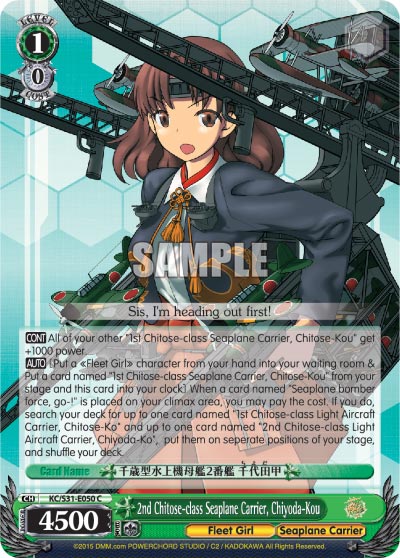 LEVEL
1
0
COST
SAMPLE
Sis, I'm heading out first!
CONT All of your other "1st Chitose-class Seaplane Carrier, Chitose-Kou" get
+1000 power
AUTO [Put a «Fleet Girl» character from your hand into your waiting room &
Put a card named "1st Chitose-class Seaplane Carrier, Chitose-Kou" from your
stage and this card into your clock] When a card named "Seaplane bomber
force, go-!" is placed on your climax area, you may pay the cost. If you do,
search your deck for up to one card named "1st Chitose-class Light Aircraft
Carrier, Chitose-Ko" and up to one card named "2nd Chitose-class Light
Aircraft Carrier, Chiyoda-Ko", put them on seperate positions of your stage,
and shuffle your deck.
Card Name 千歳型水上機母艦2番艦 千代田甲
CH KC/S31-E050 C
4500
2nd Chitose-class Seaplane Carrier, Chiyoda-Kou
Fleet Girl Seaplane Carrier
©2015 DMM.com POWERCHORD STUDIO / C2 / KADOKAWA All Rights Reserved.